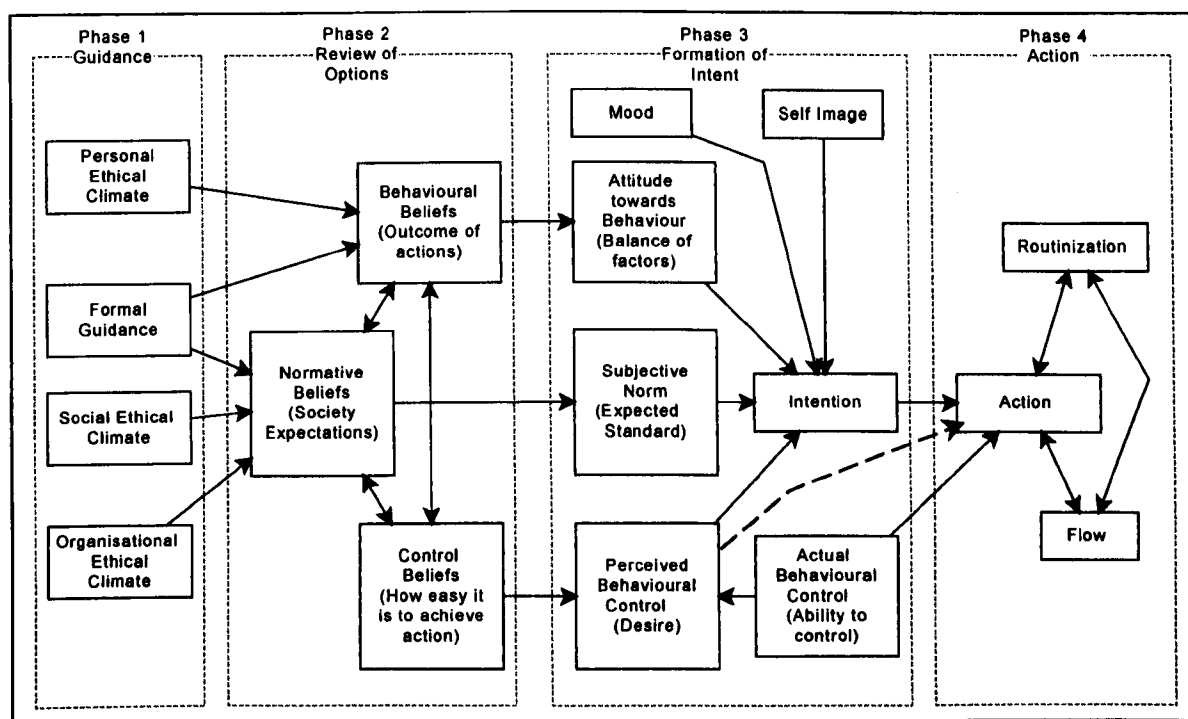 Phase 1
Guidance
Phase 2
Review of
Options
Phase 3
Formation of
Intent
Phase 4
Action
Personal
Ethical
Climate
Formal
Guidance
Social Ethical
Climate
Organisational
Ethical
Climate
Behavioural
Beliefs
(Outcome of
actions)
Normative
Beliefs
(Society
Expectations)
Control
Beliefs
(How easy it
is to achieve
action)
Mood
Self Image
Attitude
towards
Behaviour
(Balance of
factors)
Subjective
Norm
(Expected
Standard)
Intention
Perceived
Behavioural
Control
(Desire)
Actual
Behavioural
Control
(Ability to
control)
Routinization
Action
Flow